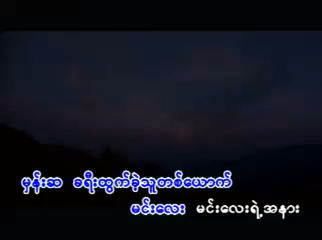 မှန်းဆ ခရီးထွက်ခဲ့သူတစ်ယောက်
မင်းလေး မင်းလေးရဲ့အနား